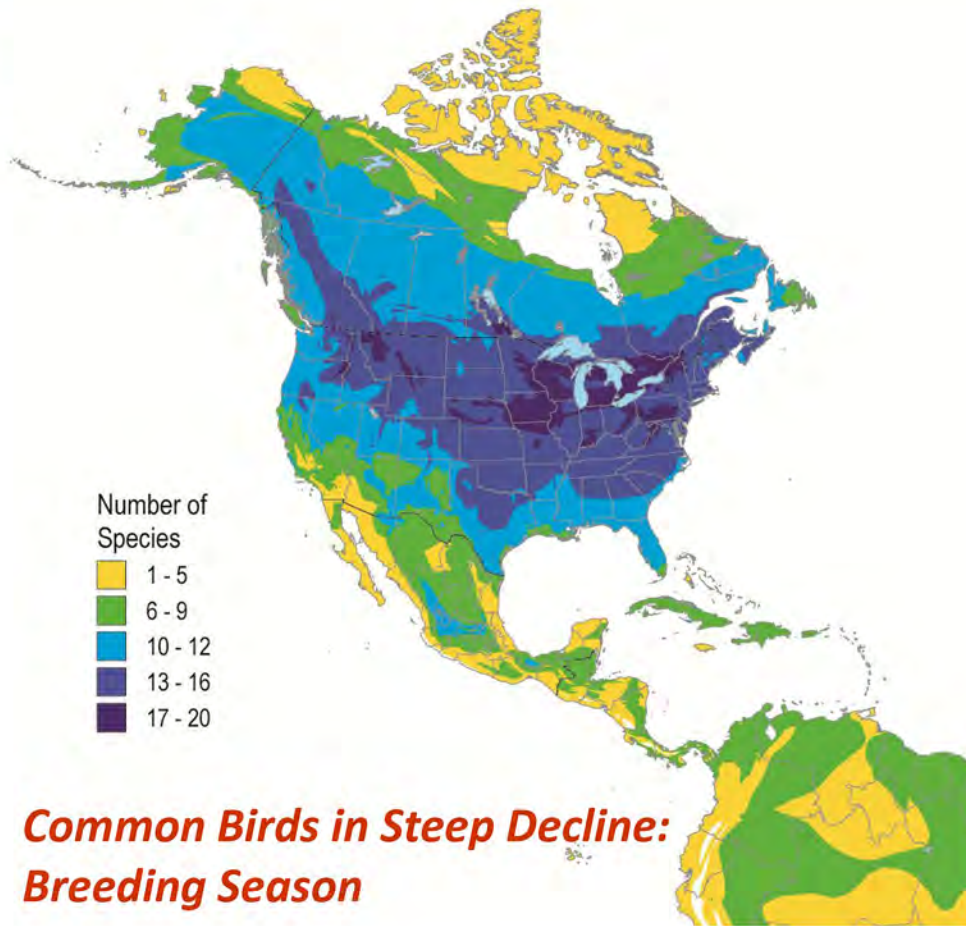 Number of
Species
1 - 5
6 - 9
10 - 12
13 - 16
17 - 20
Common Birds in Steep Decline:
Breeding Season